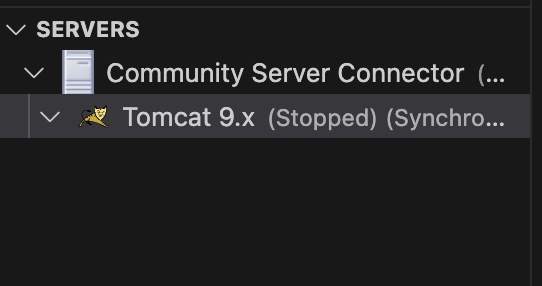 SERVERS
Community Server Connector (...
Tomcat 9.x (Stopped) (Synchro...